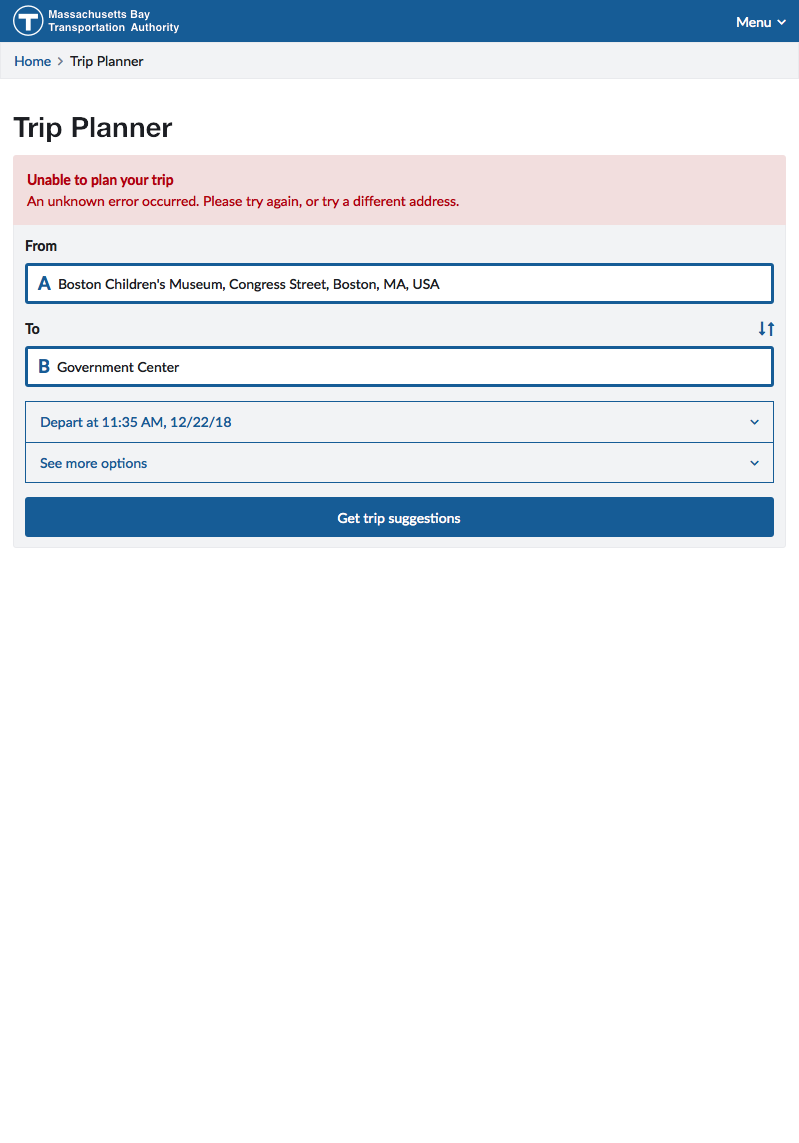 Massachusetts Bay
Transportation Authority
Menu
Home > Trip Planner
Trip Planner
Unable to plan your trip
An unknown error occurred. Please try again, or try a different address.
From
A Boston Children's Museum, Congress Street, Boston, MA, USA
To
B Government Center
Depart at 11:35 AM, 12/22/18
See more options
Get trip suggestions